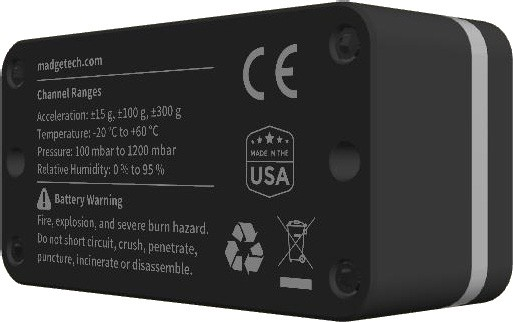 madgetech.com
Channel Ranges
Acceleration: ±15 g, ±100 g, ±300 g
Temperature: -20 °C to +60 °C
Pressure: 100 mbar to 1200 mbar
Relative Humidity: 0 % to 95 %
Battery Warning
Fire, explosion, and severe burn hazard.
Do not short circuit, crush, penetrate,
puncture, incinerate or disassemble.
CE
MADE IN THE
USA